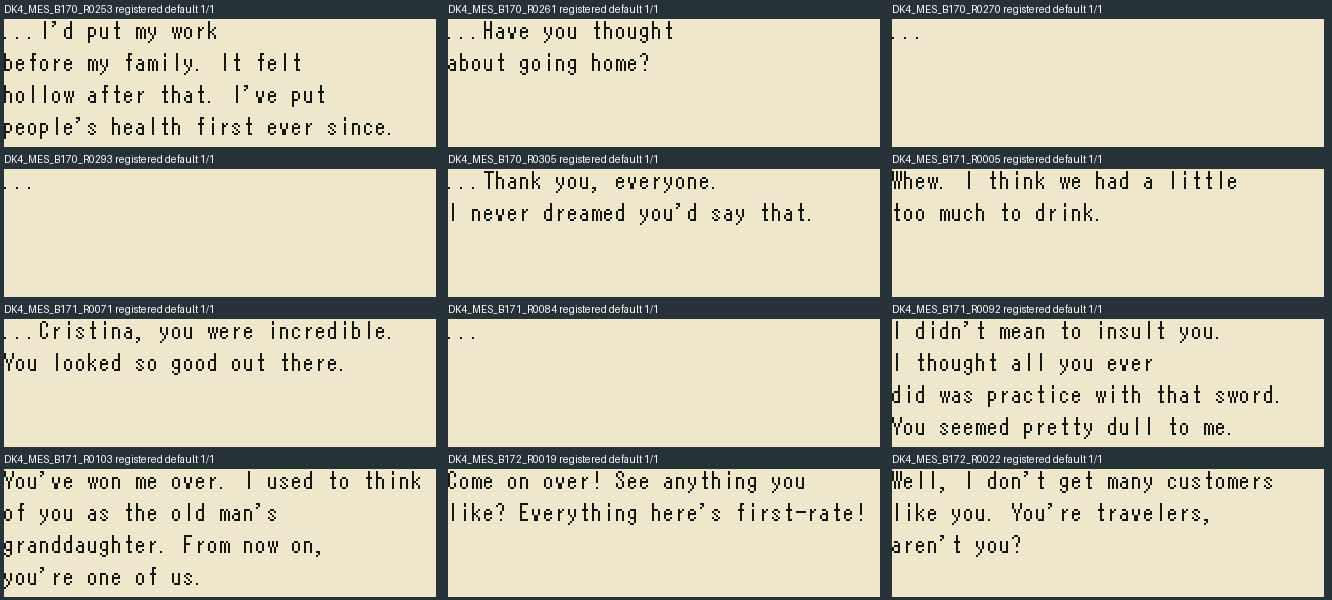 DK4_MES_B170_R0253 registered default 1/1
...I'd put my work
before my family. It felt
hollow after that. I've put
people's health first ever since.
DK4_MES_B170_R0261 registered default 1/1
...Have you thought
about going home?
DK4_MES_B170_R0270 registered default 1/1
...
DK4_MES_B170_R0293 registered default 1/1
...
DK4_MES_B170_R0305 registered default 1/1
...Thank you, everyone.
I never dreamed you'd say that.
DK4_MES_B171_R0005 registered default 1/1
Whew. I think we had a little
too much to drink.
DK4_MES_B171_R0071 registered default 1/1
...Cristina, you were incredible.
You looked so good out there.
DK4_MES_B171_R0084 registered default 1/1
...
DK4_MES_B171_R0092 registered default 1/1
I didn't mean to insult you.
I thought all you ever
did was practice with that sword.
You seemed pretty dull to me.
DK4_MES_B171_R0103 registered default 1/1
You've won me over. I used to think
of you as the old man's
granddaughter. From now on,
you're one of us.
DK4_MES_B172_R0019 registered default 1/1
Come on over! See anything you
like? Everything here's first-rate!
DK4_MES_B172_R0022 registered default 1/1
Well, I don't get many customers
like you. You're travelers,
aren't you?